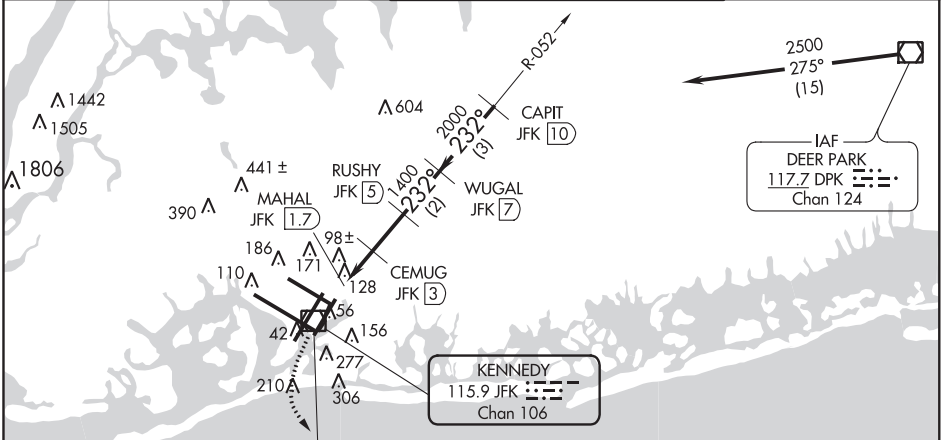 R-052
2500
275°
(15)
CAPIT
JFK 10
2000
232°
(3)
604
1442
1505
1806
IAF
DEER PARK
117.7 DPK
Chan 124
RUSHY
JFK 5
1400
232°
(2)
WUGAL
JFK 7
441 ±
MAHAL
JFK 1.7
390
98±
186
171
CEMUG
JFK 3
110
128
56
42
156
277
KENNEDY
115.9 JFK
Chan 106
210
306